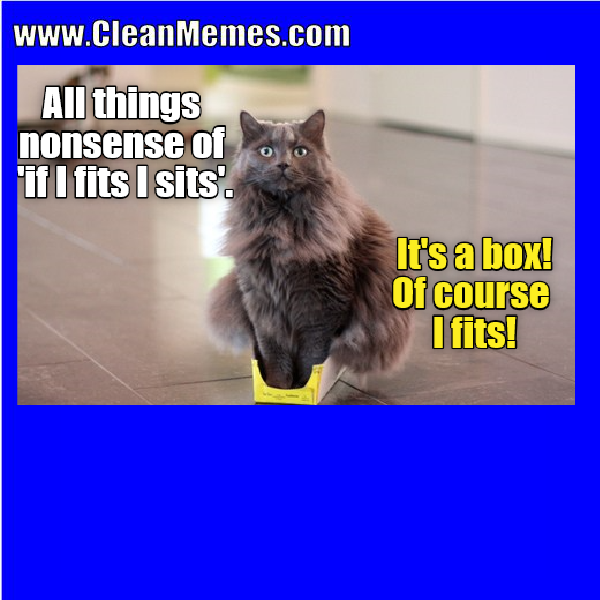 www.CleanMemes.com
All things
nonsense of
'if I fits I sits'.
It's a box!
Of course
I fits!